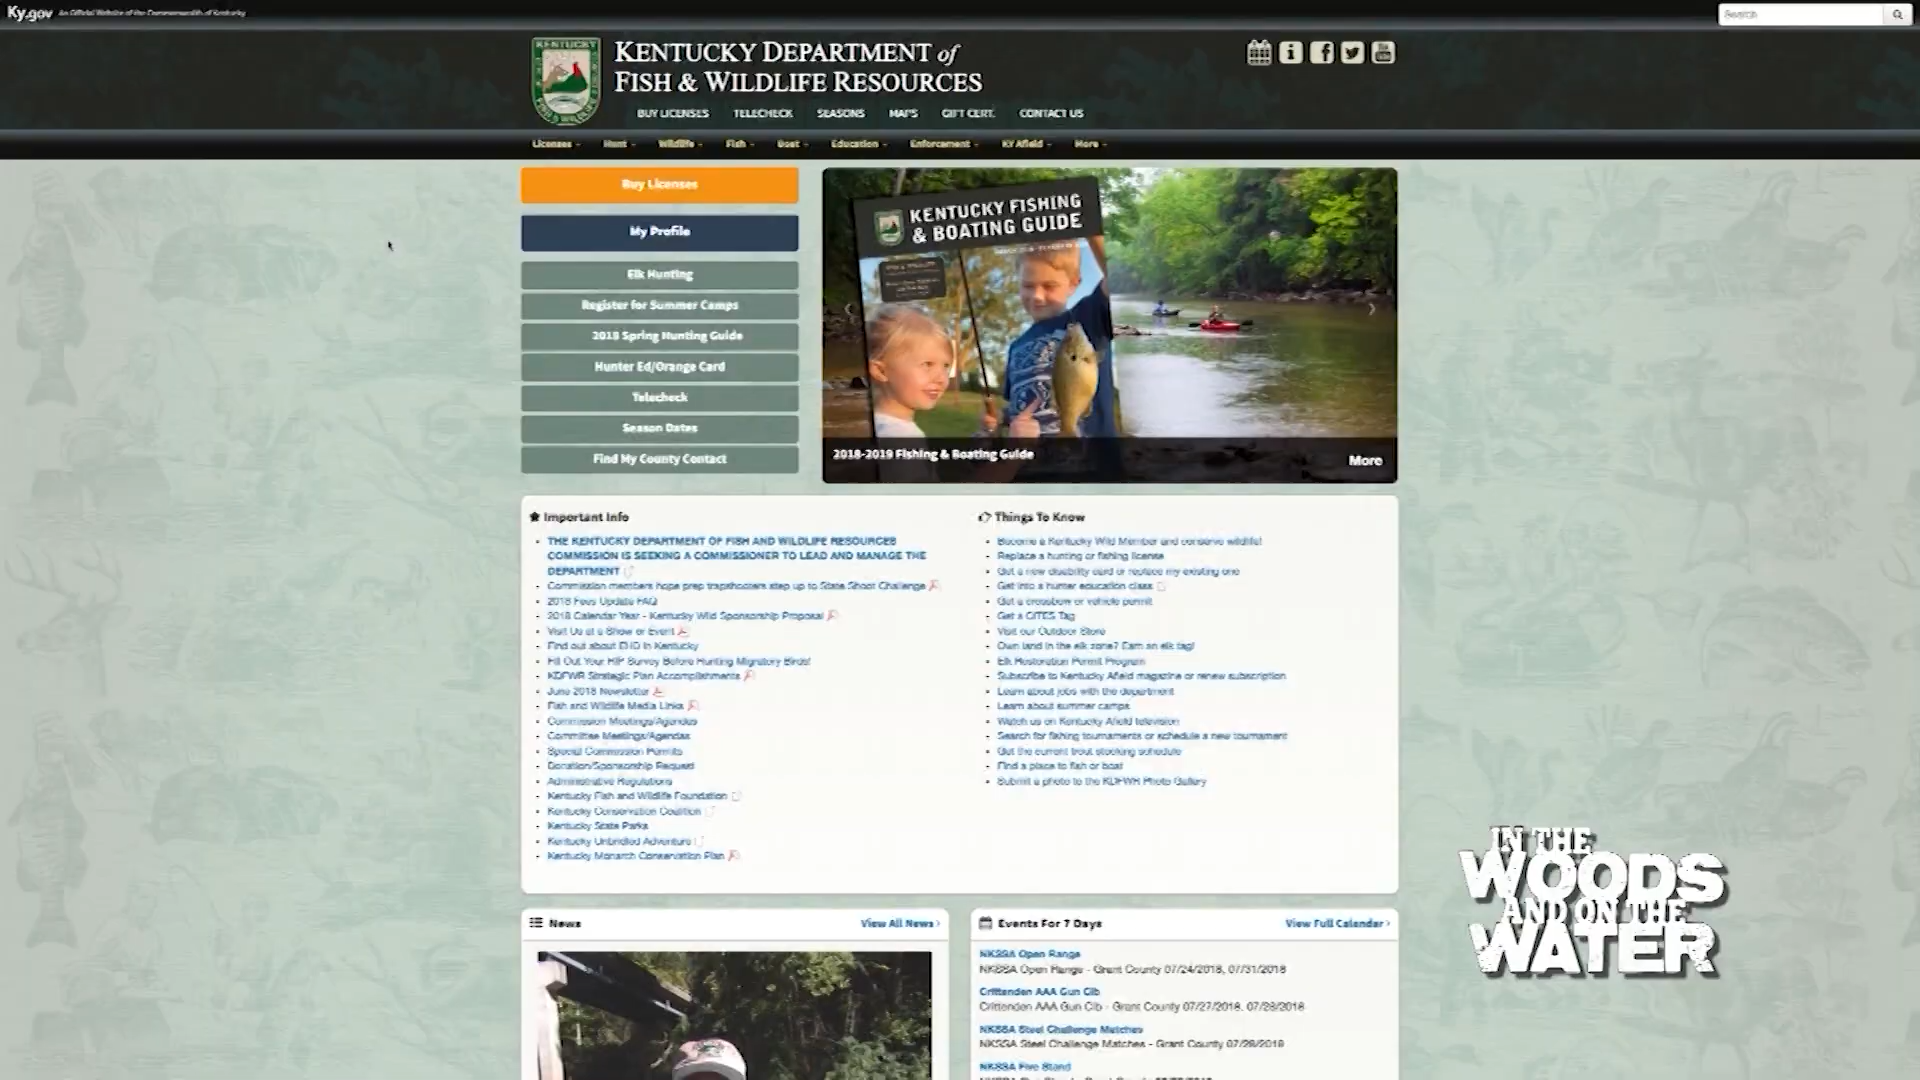 Ky.gov An Official Website of the Commonwealth of Kentucky
Search
KENTUCKY
FISH & WILDLIFE
KENTUCKY DEPARTMENT of
FISH & WILDLIFE RESOURCES
BUY LICENSES TELECHECK SEASONS MAPS GIFT CERT. CONTACT US
Licenses Hunt Wildlife Fish Boat Education Enforcement KY Afield More
Buy Licenses
My Profile
Elk Hunting
Register for Summer Camps
2018 Spring Hunting Guide
Hunter Ed/Orange Card
Telecheck
Season Dates
Find My County Contact
KENTUCKY FISHING
& BOATING GUIDE
2018-2019 Fishing & Boating Guide
More
Important Info
THE KENTUCKY DEPARTMENT OF FISH AND WILDLIFE RESOURCES
COMMISSION IS SEEKING A COMMISSIONER TO LEAD AND MANAGE THE
DEPARTMENT
Commission members hope prep trapshooters step up to State Shoot Challenge
2018 Fees Update FAQ
2018 Calendar Year - Kentucky Wild Sponsorship Proposal
Visit Us at a Show or Event
Find out about EHD in Kentucky
Fill Out Your HIP Survey Before Hunting Migratory Birds!
KDFWR Strategic Plan Accomplishments
June 2018 Newsletter
Fish and Wildlife Media Links
Commission Meetings/Agendas
Committee Meetings/Agendas
Special Commission Permits
Donation/Sponsorship Request
Administrative Regulations
Kentucky Fish and Wildlife Foundation
Kentucky Conservation Coalition
Kentucky State Parks
Kentucky Unbridled Adventure
Kentucky Monarch Conservation Plan
Things To Know
Become a Kentucky Wild Member and conserve wildlife!
Replace a hunting or fishing license
Get a new disability card or replace my existing one
Get into a hunter education class
Get a crossbow or vehicle permit
Get a CITES Tag
Visit our Outdoor Store
Own land in the elk zone? Earn an elk tag!
Elk Restoration Permit Program
Subscribe to Kentucky Afield magazine or renew subscription
Learn about jobs with the department
Learn about summer camps
Watch us on Kentucky Afield television
Search for fishing tournaments or schedule a new tournament
Get the current trout stocking schedule
Find a place to fish or boat
Submit a photo to the KDFWR Photo Gallery
News
View All News
Events For 7 Days
View Full Calendar
NKSSA Open Range
NKSSA Open Range - Grant County 07/24/2018, 07/31/2018
Crittenden AAA Gun Clb
Crittenden AAA Gun Clb - Grant County 07/27/2018, 07/28/2018
NKSSA Steel Challenge Matches
NKSSA Steel Challenge Matches - Grant County 07/28/2018
NKSSA Five Stand
IN THE
WOODS
AND ON THE
WATER